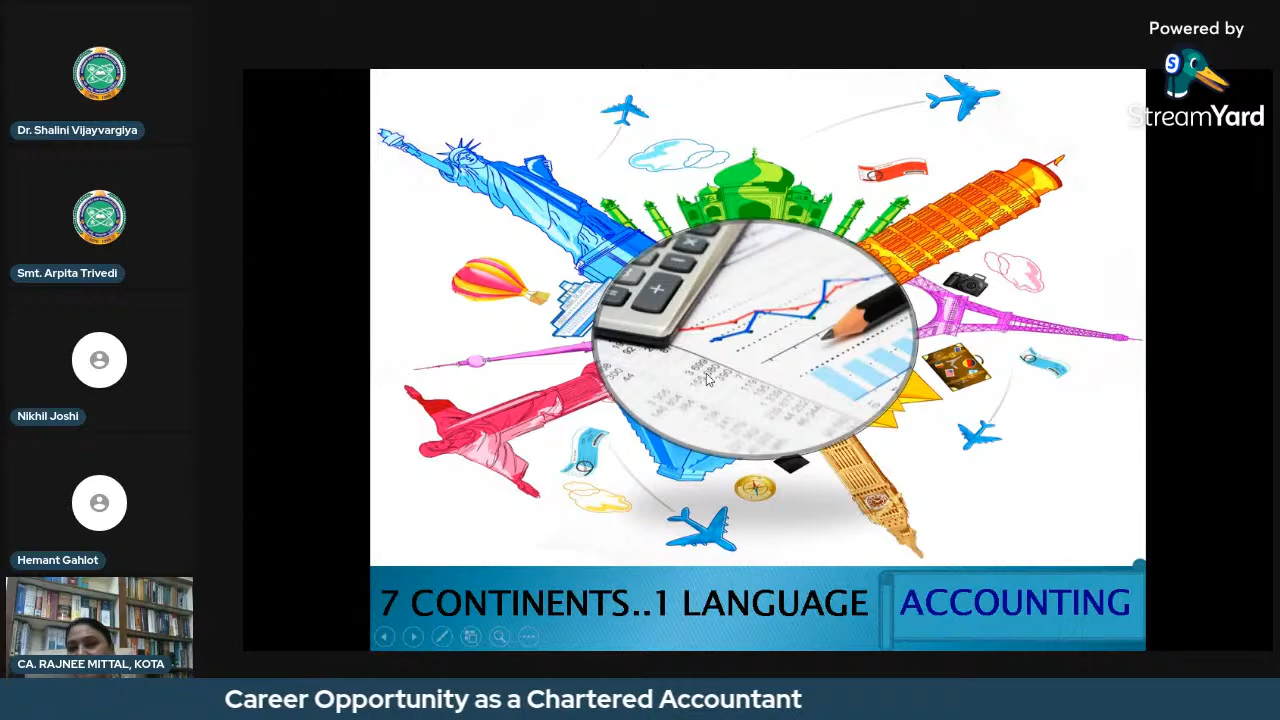 Dr. Shalini Vijayvargiya
Smt. Arpita Trivedi
Nikhil Joshi
Hemant Gahlot
CA. RAJNEE MITTAL, KOTA
Powered by
StreamYard
7 CONTINENTS..1 LANGUAGE
ACCOUNTING
Career Opportunity as a Chartered Accountant